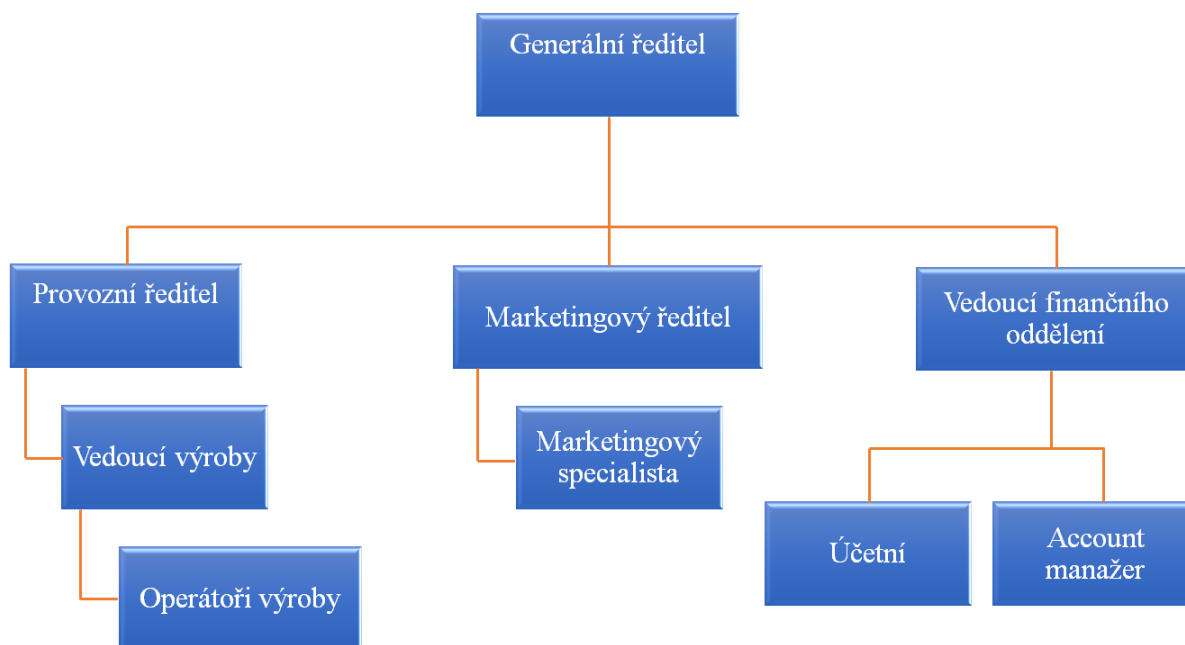 Generální ředitel
Provozní ředitel
Marketingový ředitel
Vedoucí finančního
oddělení
Vedoucí výroby
Marketingový
specialista
Operátoři výroby
Účetní
Account
manažer